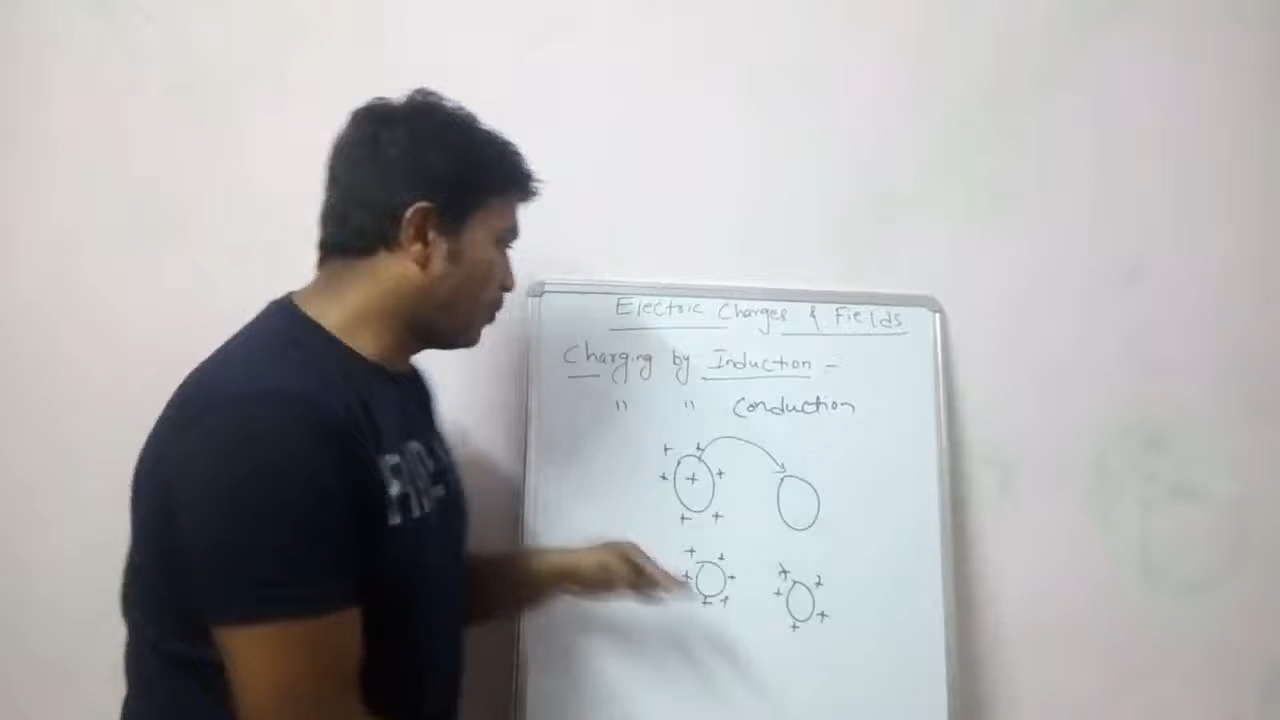 Electric Charges & Fields
Charging by Induction -
" " Conduction
+ + + + + + +
+ + + + + +
+ + + + +